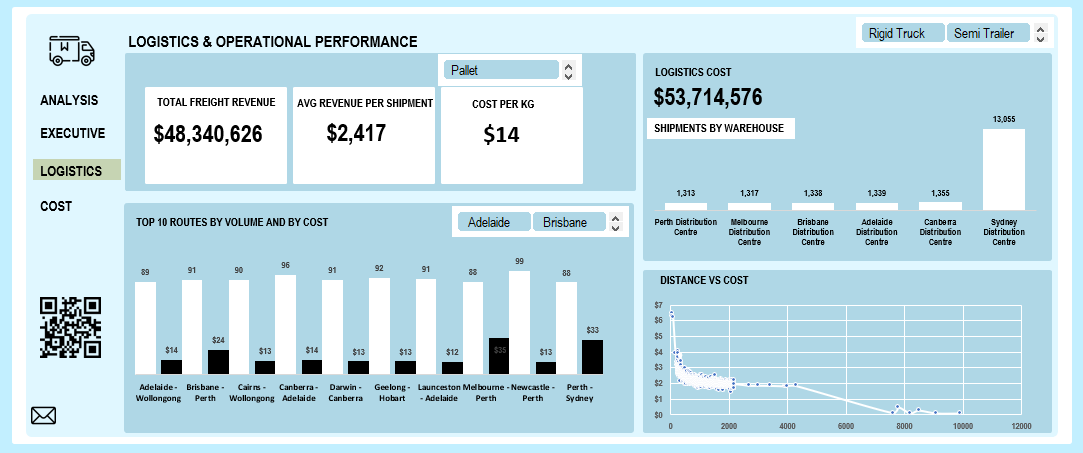 LOGISTICS & OPERATIONAL PERFORMANCE
Rigid Truck
Semi Trailer
ANALYSIS
EXECUTIVE
LOGISTICS
COST
Pallet
TOTAL FREIGHT REVENUE
$48,340,626
AVG REVENUE PER SHIPMENT
$2,417
COST PER KG
$14
LOGISTICS COST
$53,714,576
SHIPMENTS BY WAREHOUSE
1,313
1,317
1,338
1,339
1,355
13,055
Perth Distribution
Centre
Melbourne
Distribution
Centre
Brisbane
Distribution
Centre
Adelaide
Distribution
Centre
Canberra
Distribution
Centre
Sydney
Distribution
Centre
TOP 10 ROUTES BY VOLUME AND BY COST
Adelaide
Brisbane
89
91
90
96
91
92
91
88
99
88
$14
$24
$13
$14
$13
$13
$12
$35
$13
$33
Adelaide -
Wollongong
Brisbane -
Perth
Cairns -
Wollongong
Canberra -
Adelaide
Darwin -
Canberra
Geelong -
Hobart
Launceston
- Adelaide
Melbourne -
Perth
Newcastle -
Perth
Perth -
Sydney
DISTANCE VS COST
$7
$6
$5
$4
$3
$2
$1
$0
0
2000
4000
6000
8000
10000
12000